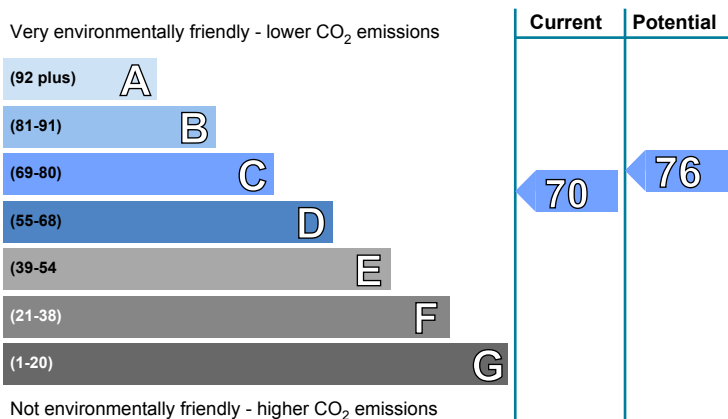 Current Potential
Very environmentally friendly - lower CO2 emissions
(92 plus) A
(81-91) B
(69-80) C
70 76
(55-68) D
(39-54 E
(21-38) F
(1-20) G
Not environmentally friendly - higher CO2 emissions